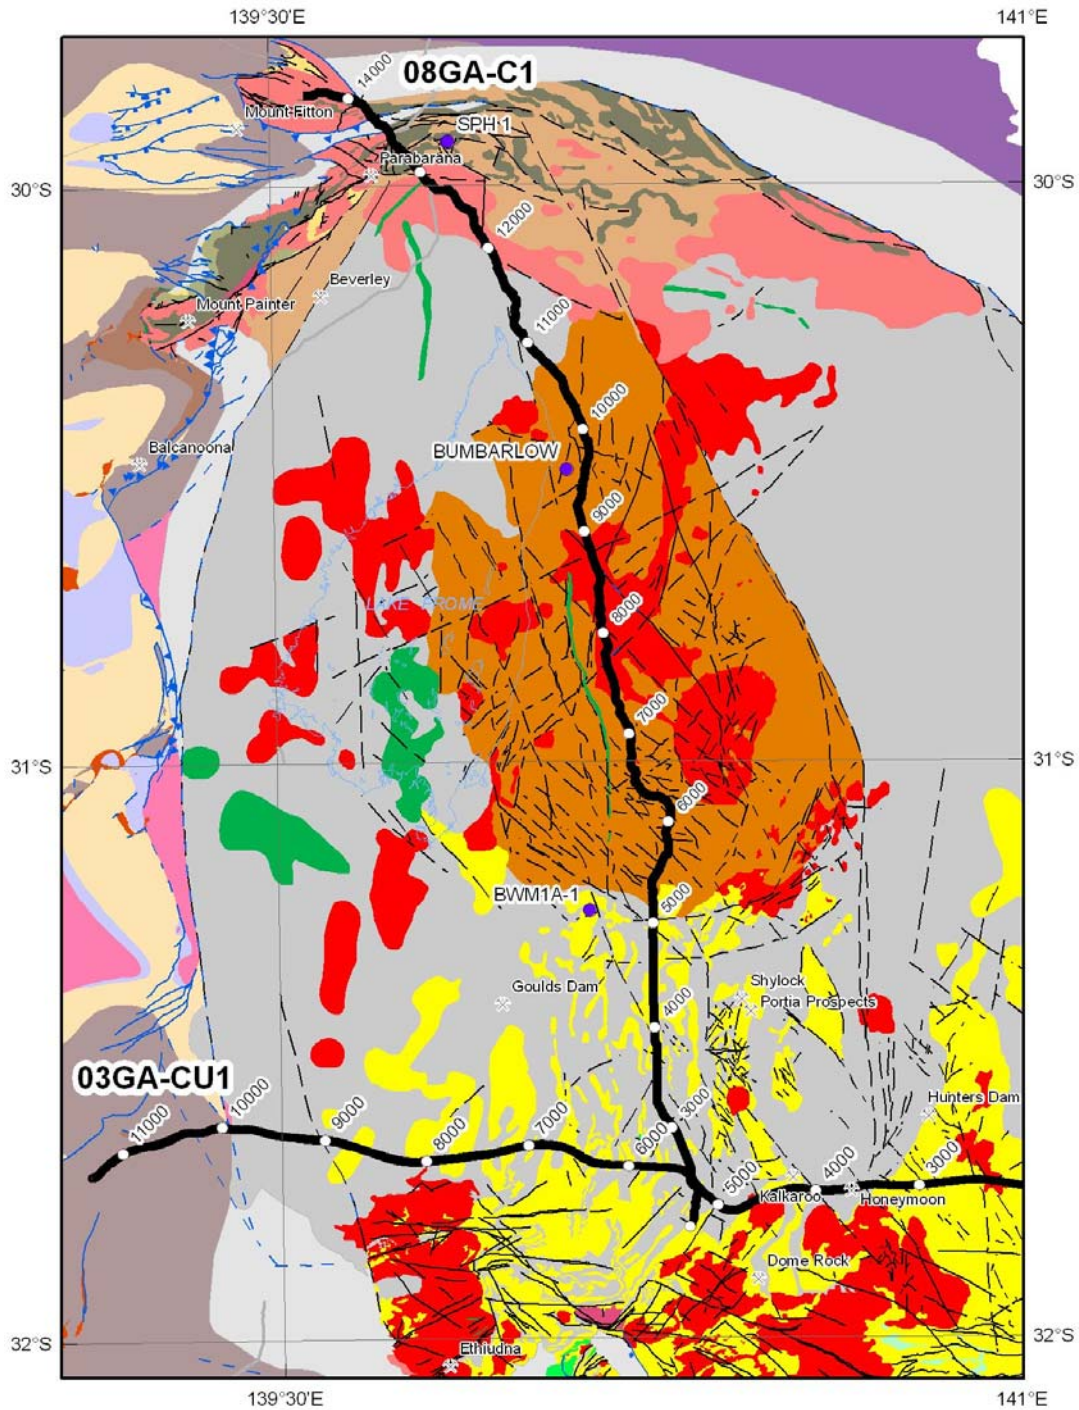 139°30'E
141°E
08GA-C1
14000
Mount Fitton
SPH 1
Parabarana
30°S
30°S
12000
Beverley
Mount Painter
11000
10000
Balcanoona
BUMBARLOW
9000
LAKE FROME
8000
7000
31°S
31°S
6000
BWM1A-1
5000
Goulds Dam
Shylock
Portia Prospects
4000
03GA-CU1
Hunters Dam
11000
10000
9000
8000
7000
6000
3000
5000
4000
3000
Kalkaroo
Honeymoon
Dome Rock
32°S
32°S
Ethiudna
139°30'E
141°E